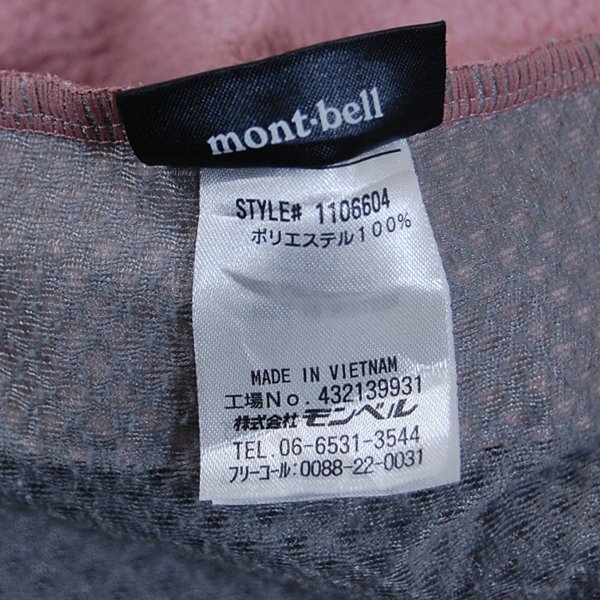 mont·bell
STYLE# 1106604
ポリエステル100%
MADE IN VIETNAM
工場No. 432139931
株式会社 モンベル
TEL. 06-6531-3544
フリーコール:0088-22-0031